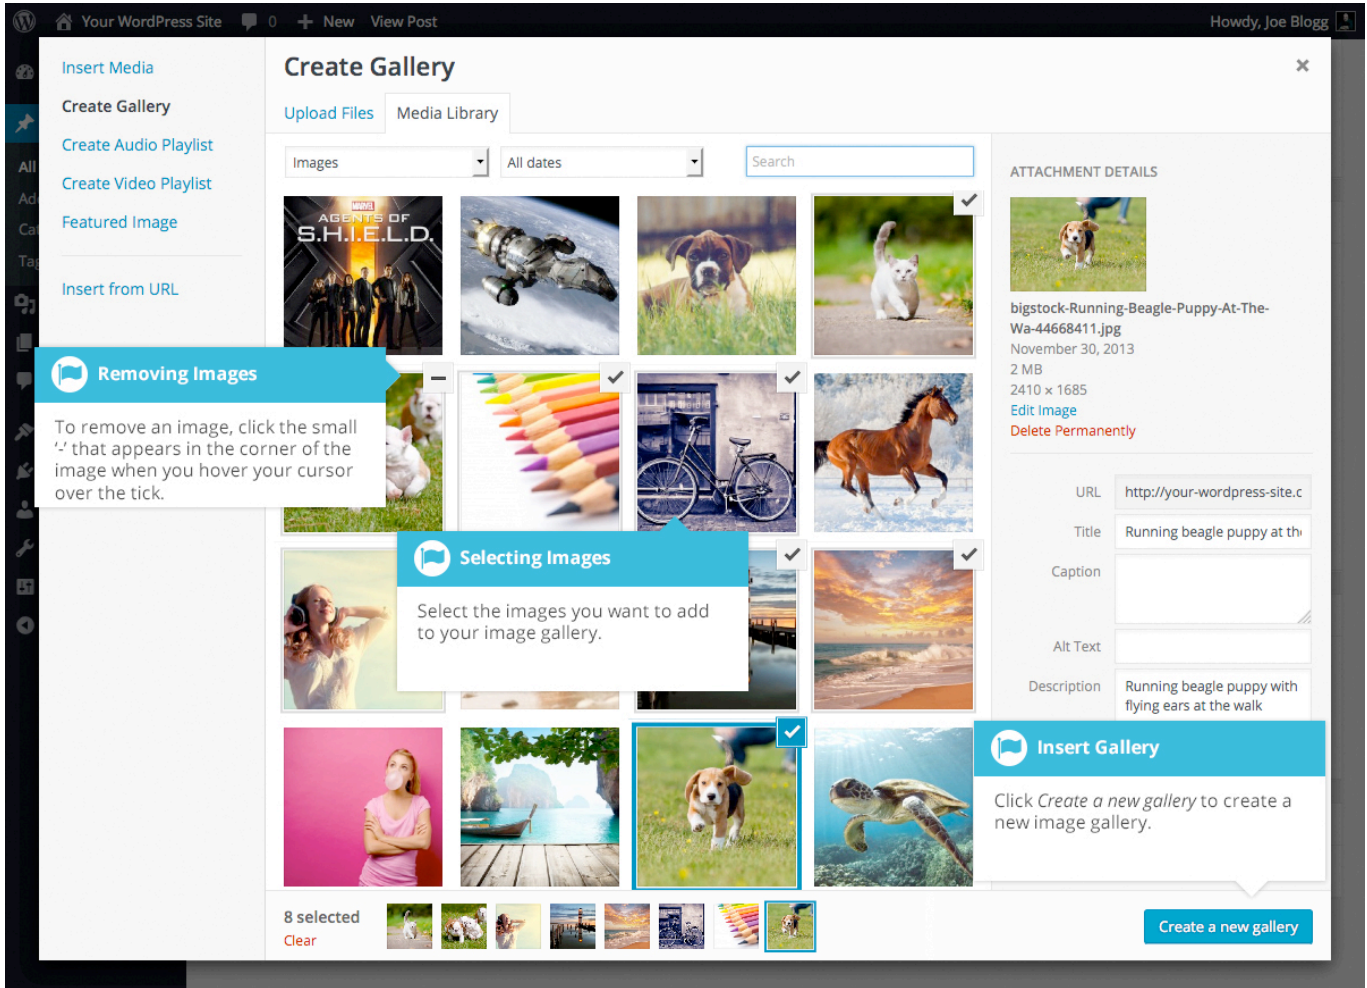 Your WordPress Site
0
New
View Post
Howdy, Joe Blogg
Insert Media
Create Gallery
Create Audio Playlist
Create Video Playlist
Featured Image
Insert from URL
All
Create Gallery
Upload Files
Media Library
Images
All dates
Search
MARVEL
AGENTS OF
S.H.I.E.L.D.
Removing Images
To remove an image, click the small
‘-’ that appears in the corner of the
image when you hover your cursor
over the tick.
Selecting Images
Select the images you want to add
to your image gallery.
ATTACHMENT DETAILS
bigstock-Running-Beagle-Puppy-At-The-
Wa-44668411.jpg
November 30, 2013
2 MB
2410 × 1685
Edit Image
Delete Permanently
URL
http://your-wordpress-site.c
Title
Running beagle puppy at th
Caption
Alt Text
Description
Running beagle puppy with
flying ears at the walk
Insert Gallery
Click Create a new gallery to create a
new image gallery.
8 selected
Clear
Create a new gallery